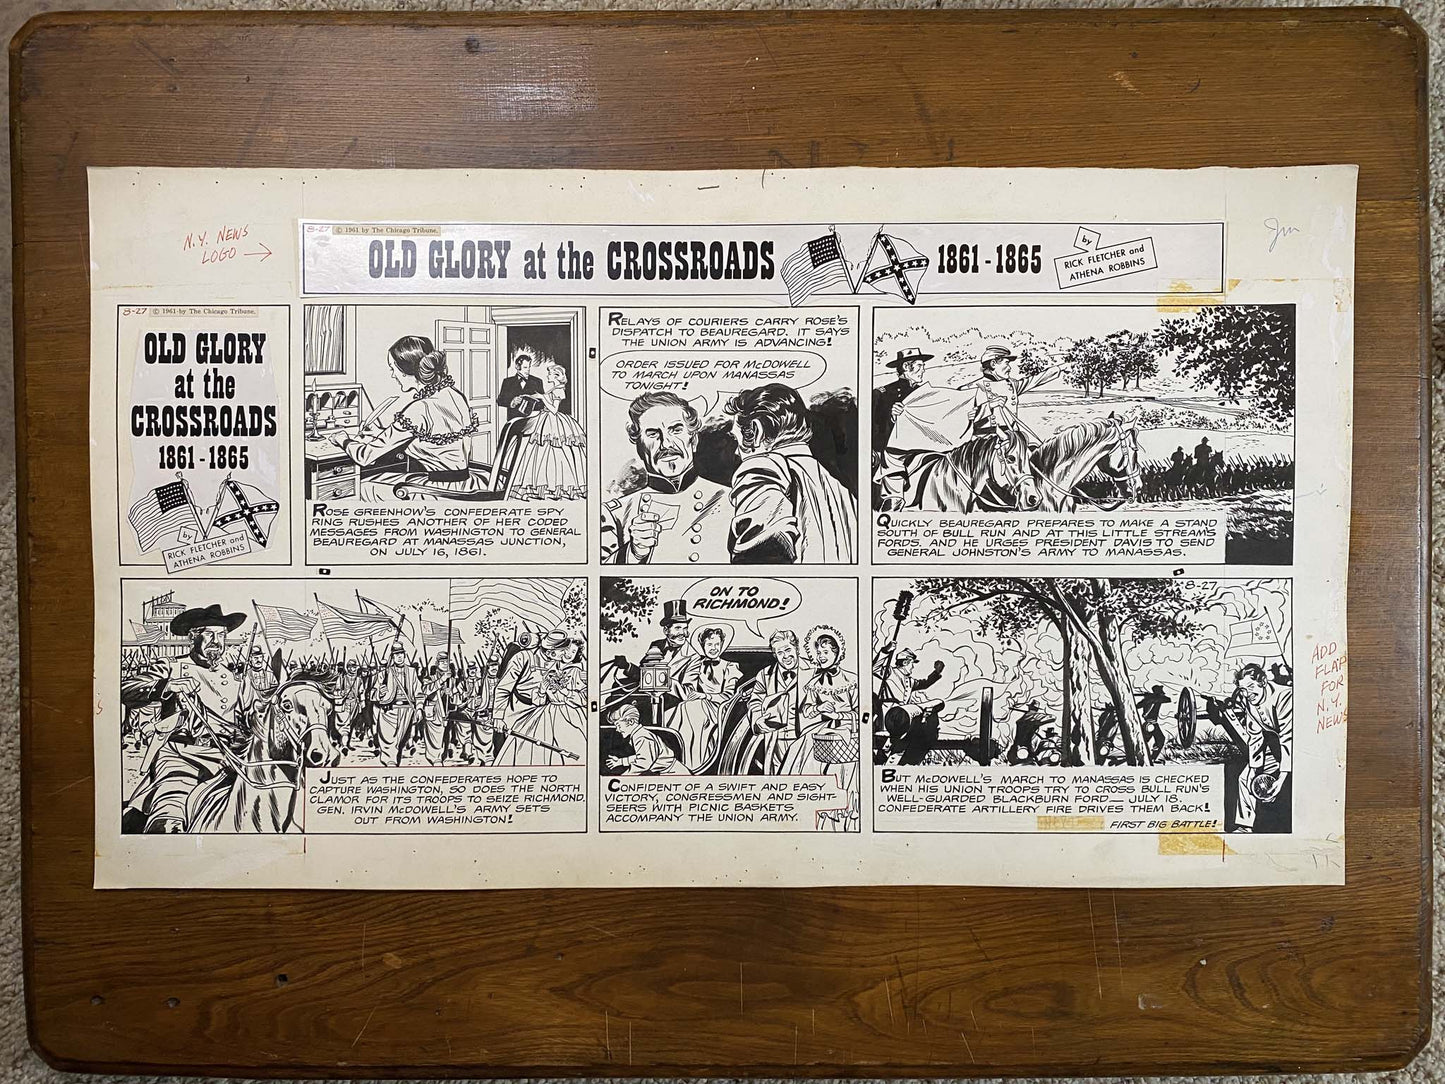 N.Y. NEWS
LOGO →
8-27 © 1961 by The Chicago Tribune.
OLD GLORY at the CROSSROADS 1861-1865
by
RICK FLETCHER and
ATHENA ROBBINS
8-27 © 1961 by The Chicago Tribune.
OLD GLORY
at the
CROSSROADS
1861-1865
by
RICK FLETCHER and
ATHENA ROBBINS
ROSE GREENHOW'S CONFEDERATE SPY
RING RUSHES ANOTHER OF HER CODED
MESSAGES FROM WASHINGTON TO GENERAL
BEAUREGARD AT MANASSAS JUNCTION,
ON JULY 16, 1861.
RELAYS OF COURIERS CARRY ROSE'S
DISPATCH TO BEAUREGARD. IT SAYS
THE UNION ARMY IS ADVANCING!
ORDER ISSUED FOR McDOWELL
TO MARCH UPON MANASSAS
TONIGHT!
QUICKLY BEAUREGARD PREPARES TO MAKE A STAND
SOUTH OF BULL RUN AND AT THIS LITTLE STREAM'S
FORDS. AND HE URGES PRESIDENT DAVIS TO SEND
GENERAL JOHNSTON'S ARMY TO MANASSAS.
JUST AS THE CONFEDERATES HOPE TO
CAPTURE WASHINGTON, SO DOES THE NORTH
CLAMOR FOR ITS TROOPS TO SEIZE RICHMOND.
GEN. IRVIN McDOWELL'S ARMY SETS
OUT FROM WASHINGTON!
ON TO
RICHMOND!
CONFIDENT OF A SWIFT AND EASY
VICTORY, CONGRESSMEN AND SIGHT-
SEERS WITH PICNIC BASKETS
ACCOMPANY THE UNION ARMY.
8-27
BUT McDOWELL'S MARCH TO MANASSAS IS CHECKED
WHEN HIS UNION TROOPS TRY TO CROSS BULL RUN'S
WELL-GUARDED BLACKBURN FORD — JULY 18.
CONFEDERATE ARTILLERY FIRE DRIVES THEM BACK!
FIRST BIG BATTLE!
ADD
FLAP
FOR
N.Y.
NEWS